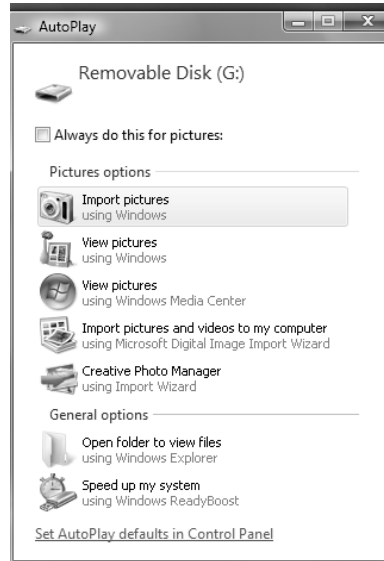 AutoPlay
Removable Disk (G:)
Always do this for pictures:
Pictures options
Import pictures
using Windows
View pictures
using Windows
View pictures
using Windows Media Center
Import pictures and videos to my computer
using Microsoft Digital Image Import Wizard
Creative Photo Manager
using Import Wizard
General options
Open folder to view files
using Windows Explorer
Speed up my system
using Windows ReadyBoost
Set AutoPlay defaults in Control Panel